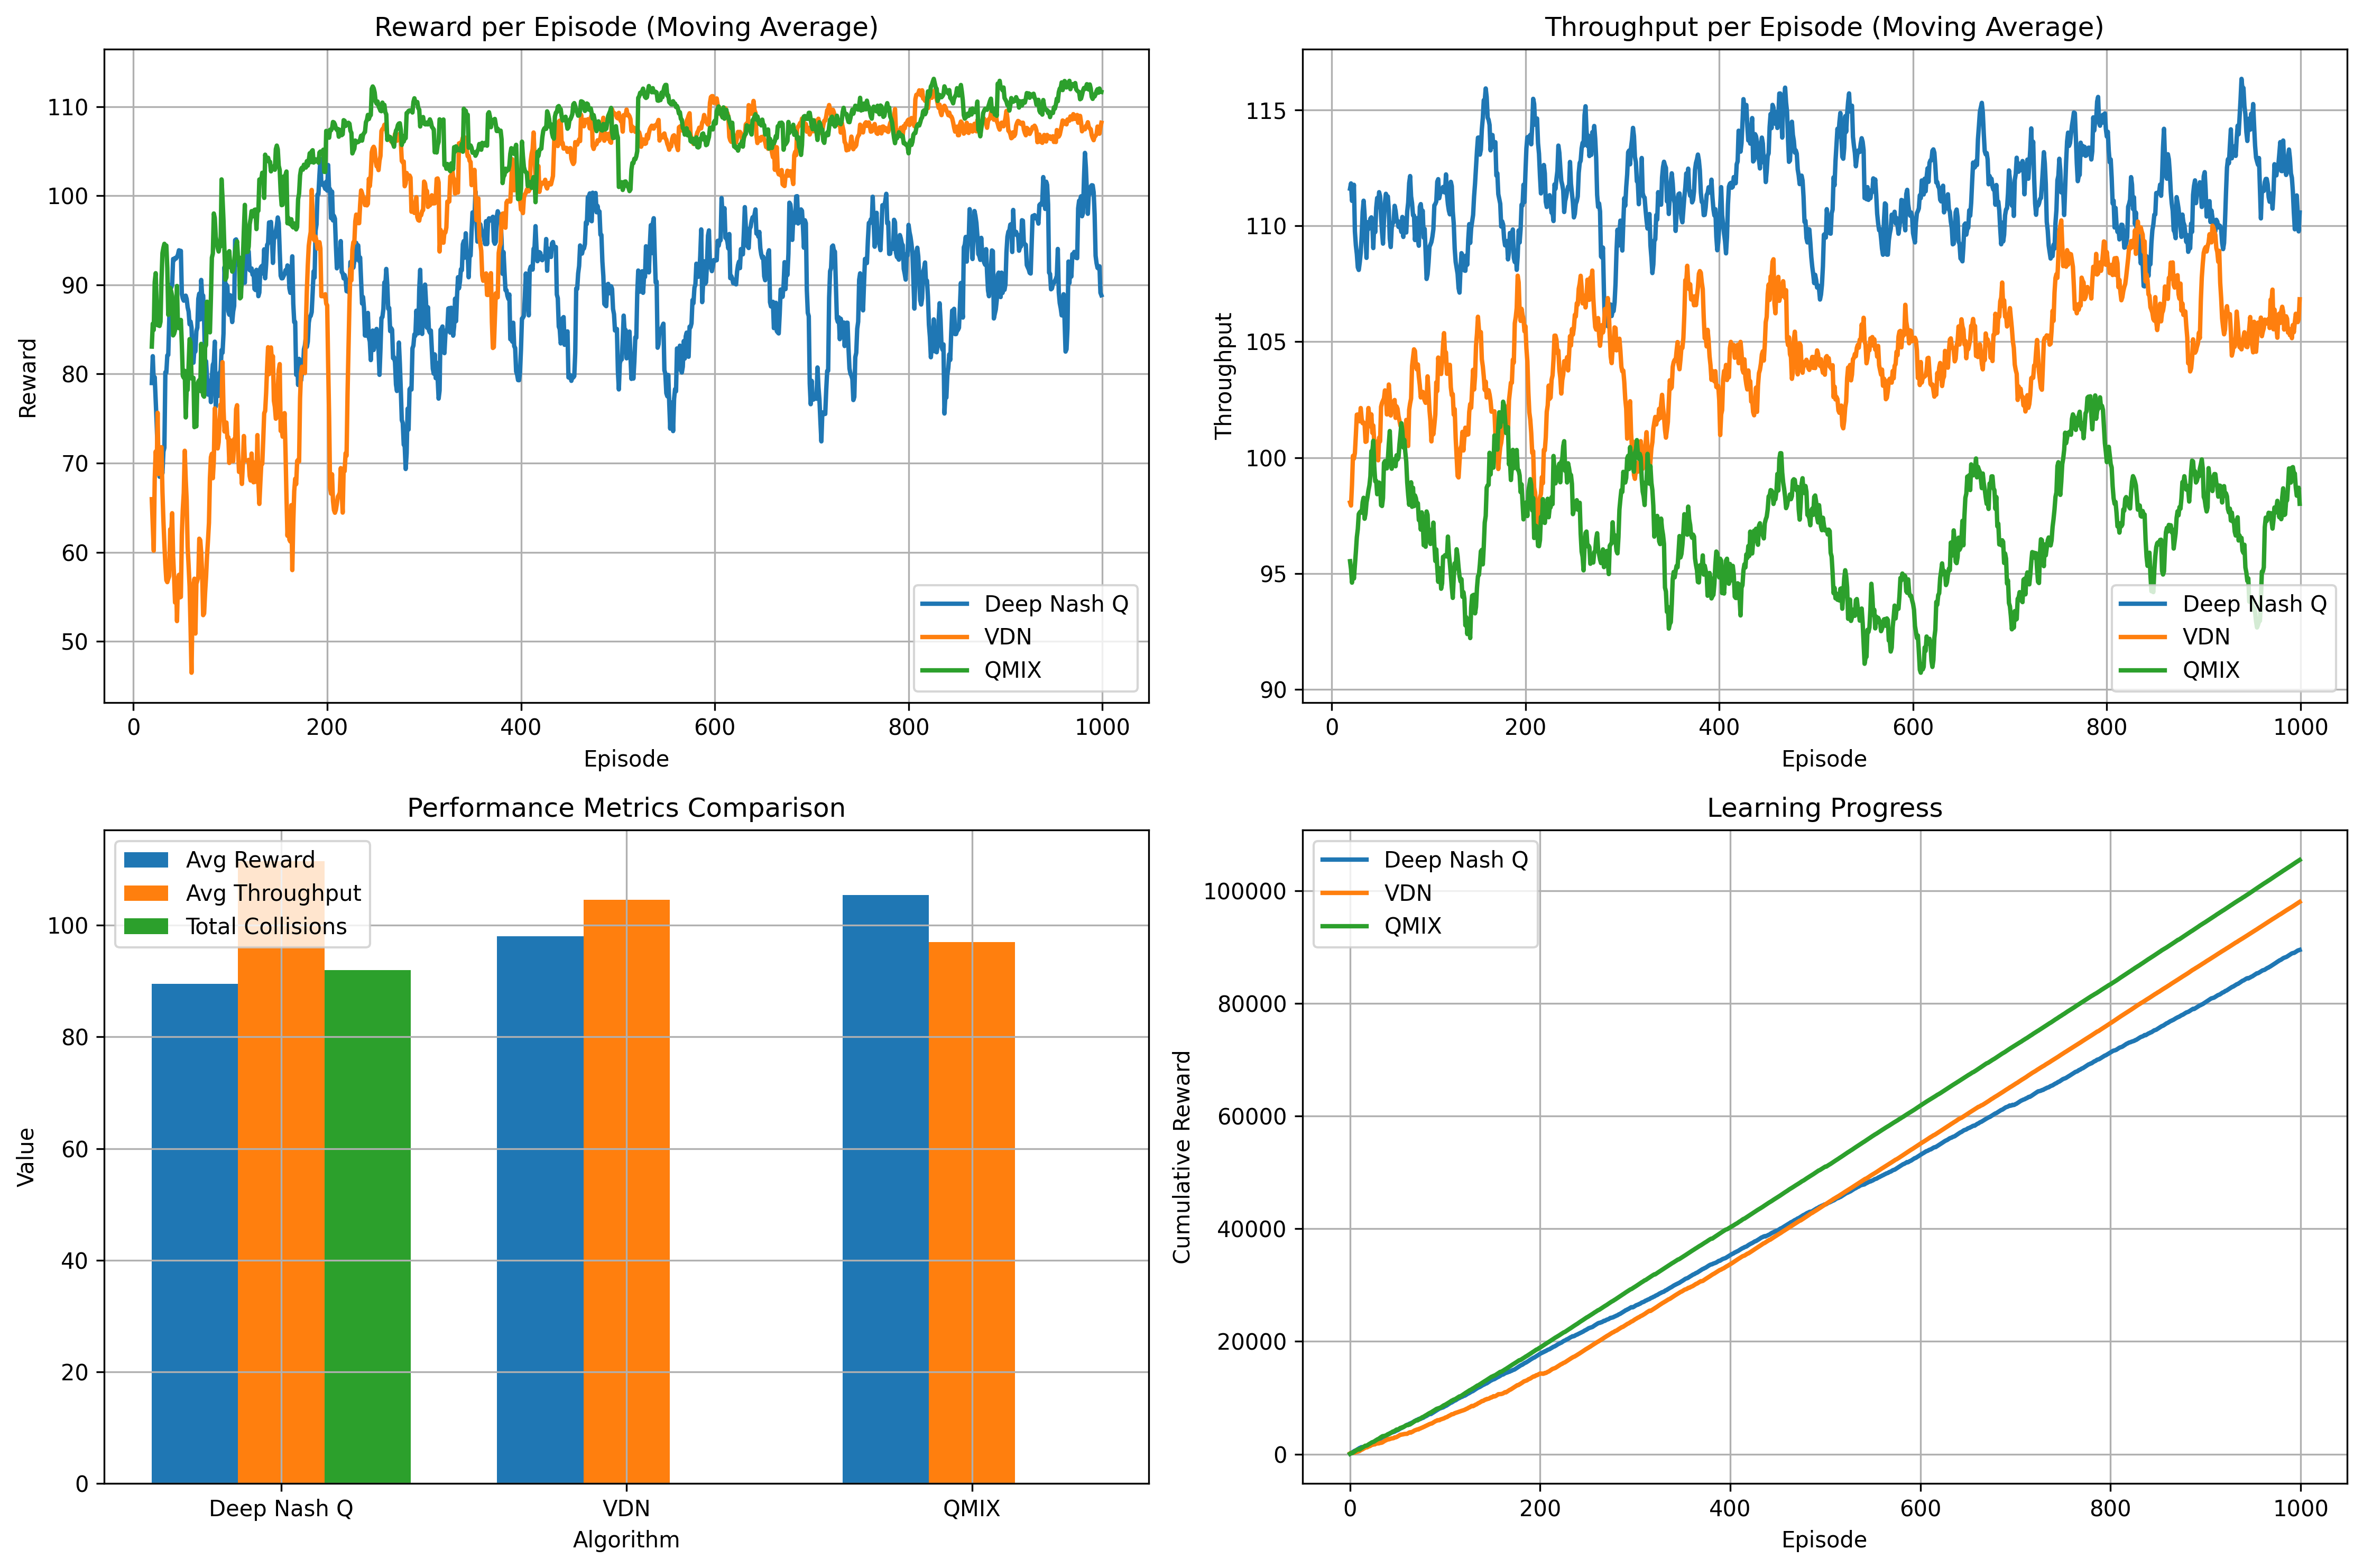 Reward per Episode (Moving Average)
Reward
110
100
90
80
70
60
50
0 200 400 600 800 1000
Episode
Deep Nash Q
VDN
QMIX
Throughput per Episode (Moving Average)
Throughput
115
110
105
100
95
90
0 200 400 600 800 1000
Episode
Deep Nash Q
VDN
QMIX
Performance Metrics Comparison
Value
100
80
60
40
20
0
Avg Reward
Avg Throughput
Total Collisions
Deep Nash Q VDN QMIX
Algorithm
Learning Progress
Cumulative Reward
100000
80000
60000
40000
20000
0
Deep Nash Q
VDN
QMIX
0 200 400 600 800 1000
Episode